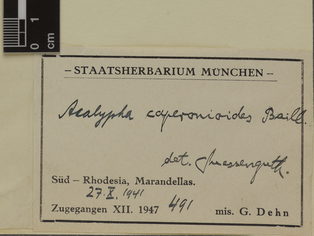 0 1
cm
– STAATSHERBARIUM MÜNCHEN –
Acalypha caperonioides Baill.
det. Suessenguth.
Süd – Rhodesia, Marandellas.
27.X.1941
Zugegangen XII. 1947 491 mis. G. Dehn